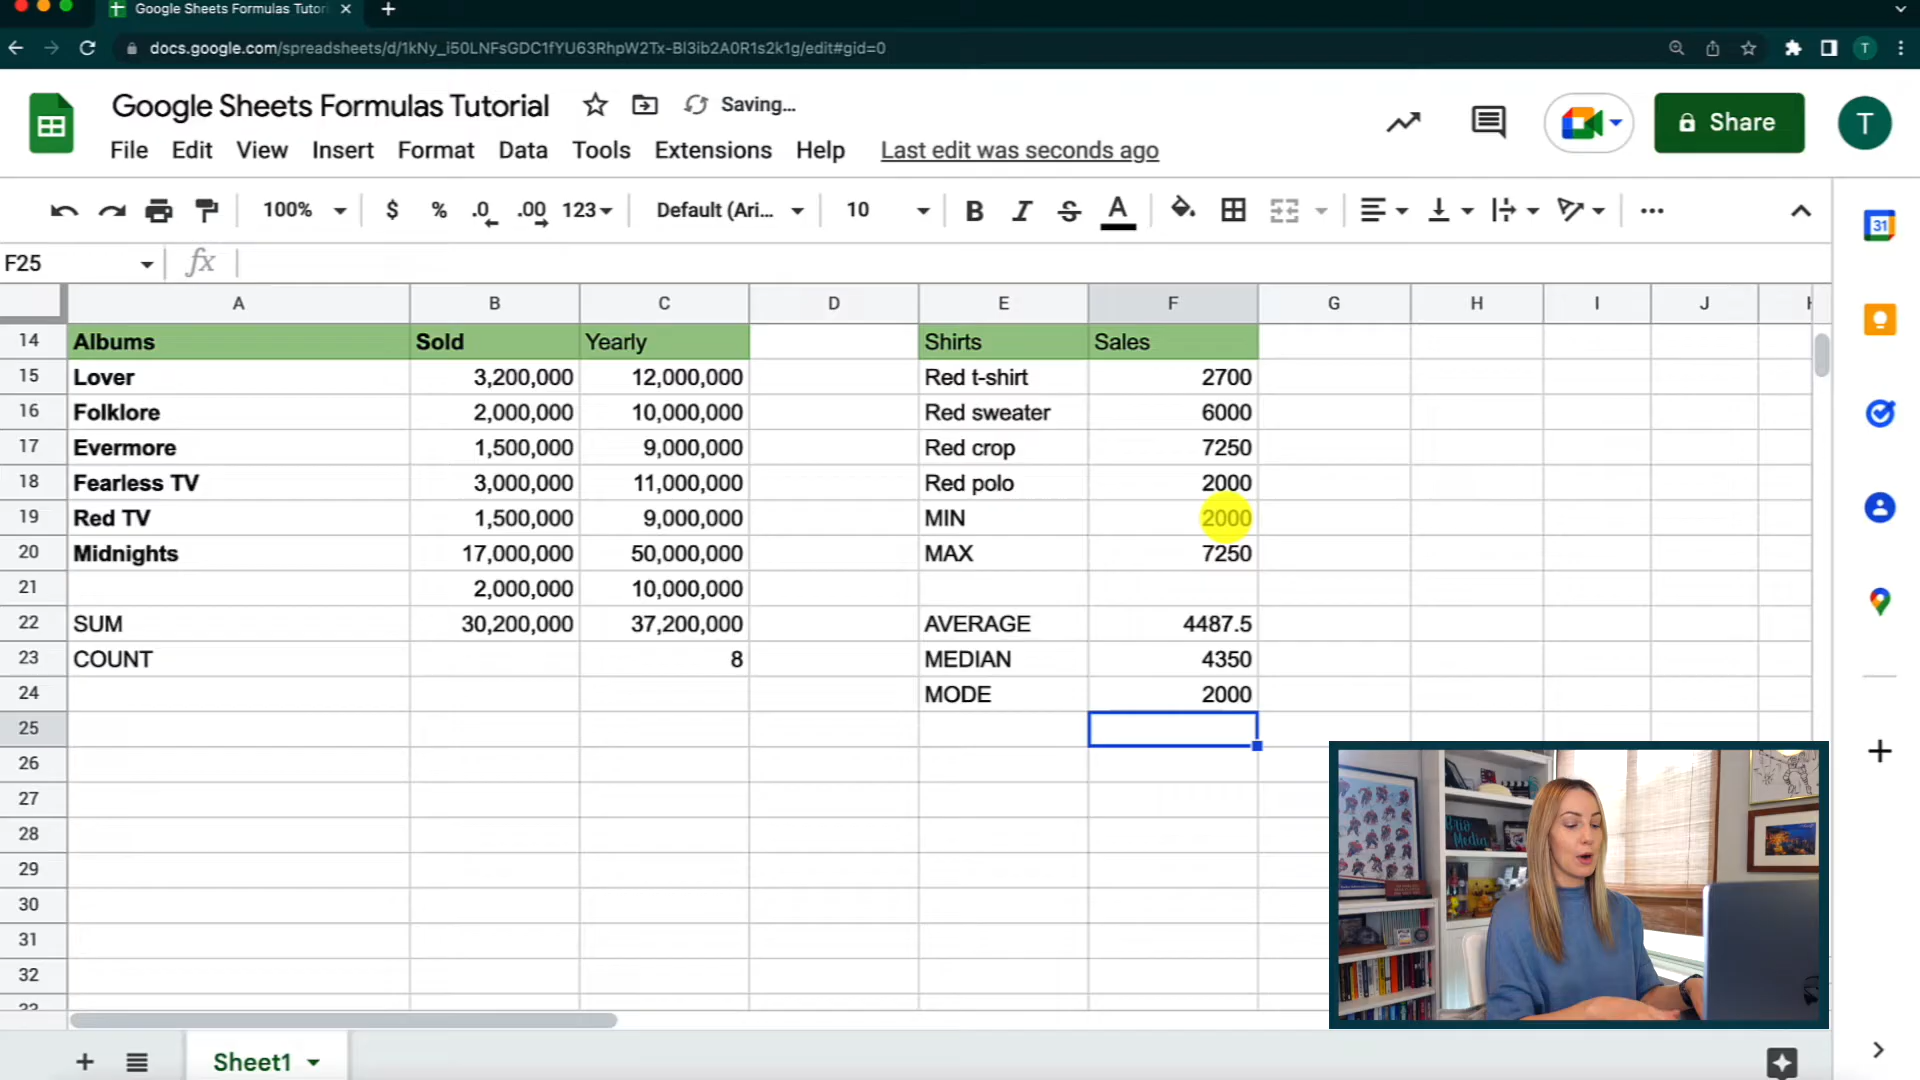 Google Sheets Formulas Tutori
docs.google.com/spreadsheets/d/1kNy_i50LNFsGDC1fYU63RhpW2Tx-Bl3ib2A0R1s2k1g/edit#gid=0
T
Google Sheets Formulas Tutorial Saving...
Share T
File Edit View Insert Format Data Tools Extensions Help Last edit was seconds ago
100% $ % .0 .00 123 Default (Ari... 10 B I S A
31
F25 fx
A B C D E F G H I J
14 Albums Sold Yearly Shirts Sales
15 Lover 3,200,000 12,000,000 Red t-shirt 2700
16 Folklore 2,000,000 10,000,000 Red sweater 6000
17 Evermore 1,500,000 9,000,000 Red crop 7250
18 Fearless TV 3,000,000 11,000,000 Red polo 2000
19 Red TV 1,500,000 9,000,000 MIN 2000
20 Midnights 17,000,000 50,000,000 MAX 7250
21 2,000,000 10,000,000
22 SUM 30,200,000 37,200,000 AVERAGE 4487.5
23 COUNT 8 MEDIAN 4350
24 MODE 2000
25
26
27
28
29
30
31
32
Media
Sheet1